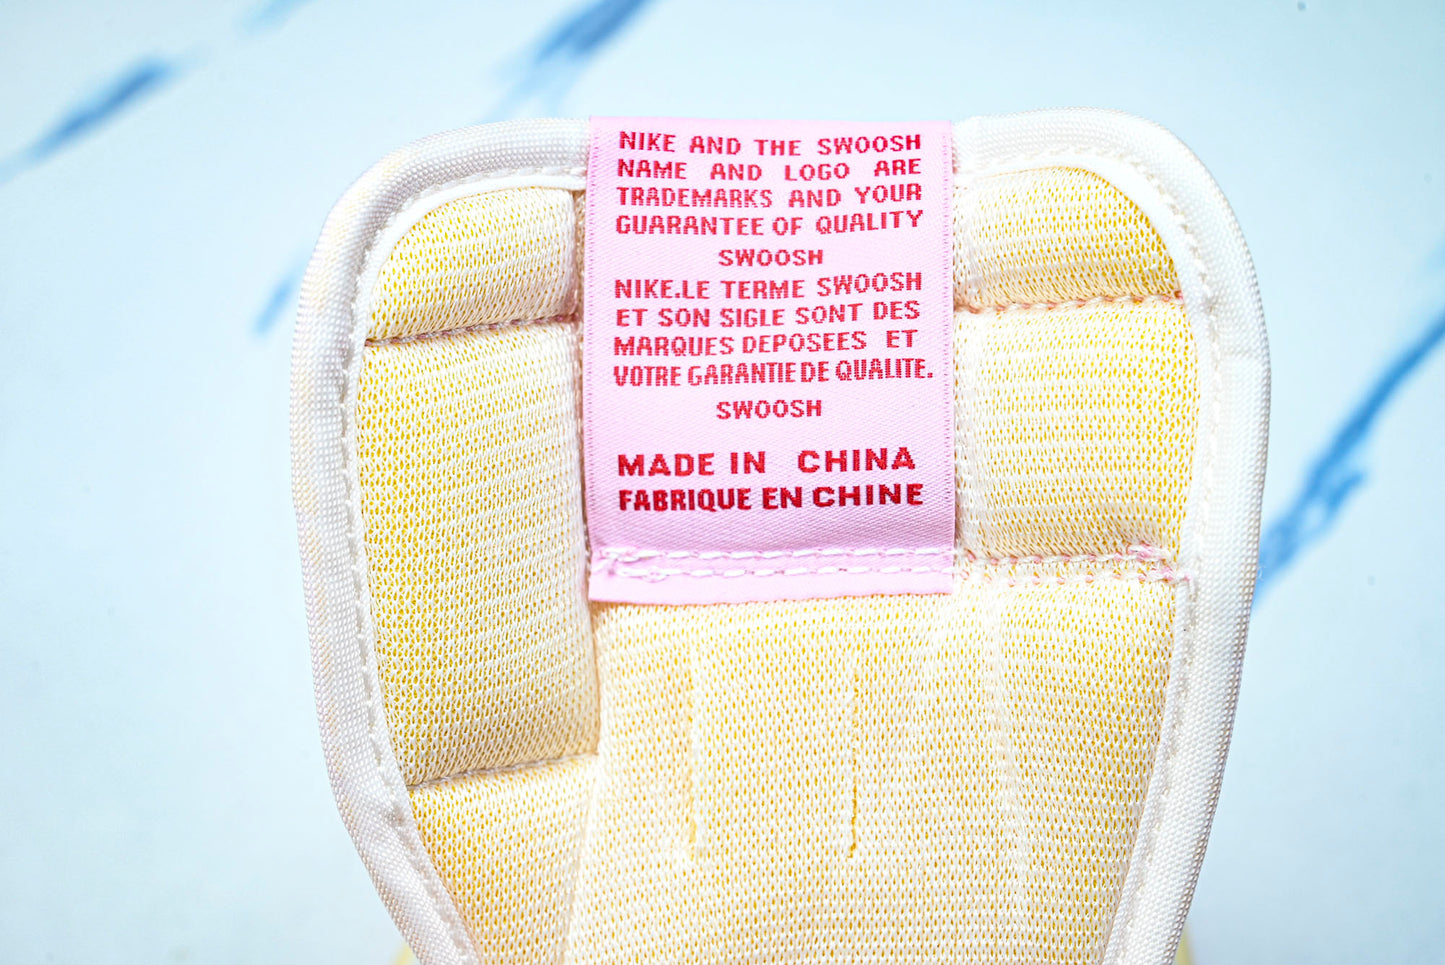 NIKE AND THE SWOOSH
NAME AND LOGO ARE
TRADEMARKS AND YOUR
GUARANTEE OF QUALITY
SWOOSH
NIKE.LE TERME SWOOSH
ET SON SIGLE SONT DES
MARQUES DEPOSEES ET
VOTRE GARANTIE DE QUALITE.
SWOOSH
MADE IN CHINA
FABRIQUE EN CHINE